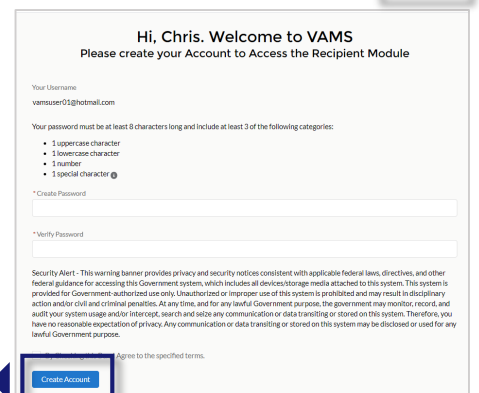 Hi, Chris. Welcome to VAMS
Please create your Account to Access the Recipient Module
Your Username
vamsuser01@hotmail.com
Your password must be at least 8 characters long and include at least 3 of the following categories:
• 1 uppercase character
• 1 lowercase character
• 1 number
• 1 special character
* Create Password
* Verify Password
Security Alert - This warning banner provides privacy and security notices consistent with applicable federal laws, directives, and other
federal guidance for accessing this Government system, which includes all devices/storage media attached to this system. This system is
provided for Government-authorized use only. Unauthorized or improper use of this system is prohibited and may result in disciplinary
action and/or civil and criminal penalties. At any time, and for any lawful Government purpose, the government may monitor, record, and
audit your system usage and/or intercept, search and seize any communication or data transiting or stored on this system. Therefore, you
have no reasonable expectation of privacy. Any communication or data transiting or stored on this system may be disclosed or used for any
lawful Government purpose.
Agree to the specified terms.
Create Account